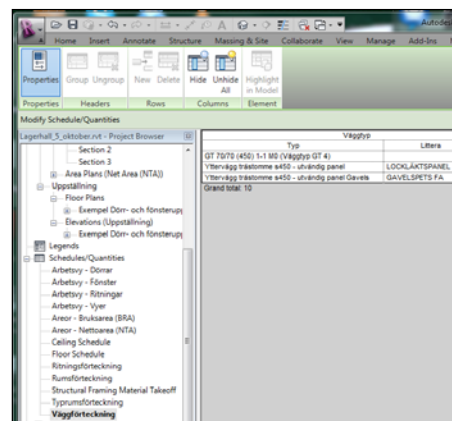 Autodes
Home Insert Annotate Structure Massing & Site Collaborate View Manage Add-Ins
Properties Group Ungroup New Delete Hide Unhide All Highlight in Model
Properties Headers Rows Columns Element
Modify Schedule/Quantities
Lagerhall_5_oktober.rvt - Project Browser
Section 2
Section 3
Area Plans (Net Area (NTA))
Uppställning
Floor Plans
Exempel Dörr- och fönsterupp
Elevations (Uppställning)
Exempel Dörr- och fönsterupp
Legends
Schedules/Quantities
Arbetsvy - Dörrar
Arbetsvy - Fönster
Arbetsvy - Ritningar
Arbetsvy - Vyer
Areor - Bruksarea (BRA)
Areor - Nettoarea (NTA)
Ceiling Schedule
Floor Schedule
Ritningsförteckning
Rumsförteckning
Structural Framing Material Takeoff
Typrumsförteckning
Väggförteckning
Väggtyp
Typ Littera
GT 70/70 (450) 1-1 M0 (Väggtyp GT 4)
Yttervägg trästomme s450 - utvändig panel LOCKLÄKTSPANEL
Yttervägg trästomme s450 - utvändig panel Gavels GAVELSPETS FA
Grand total: 10